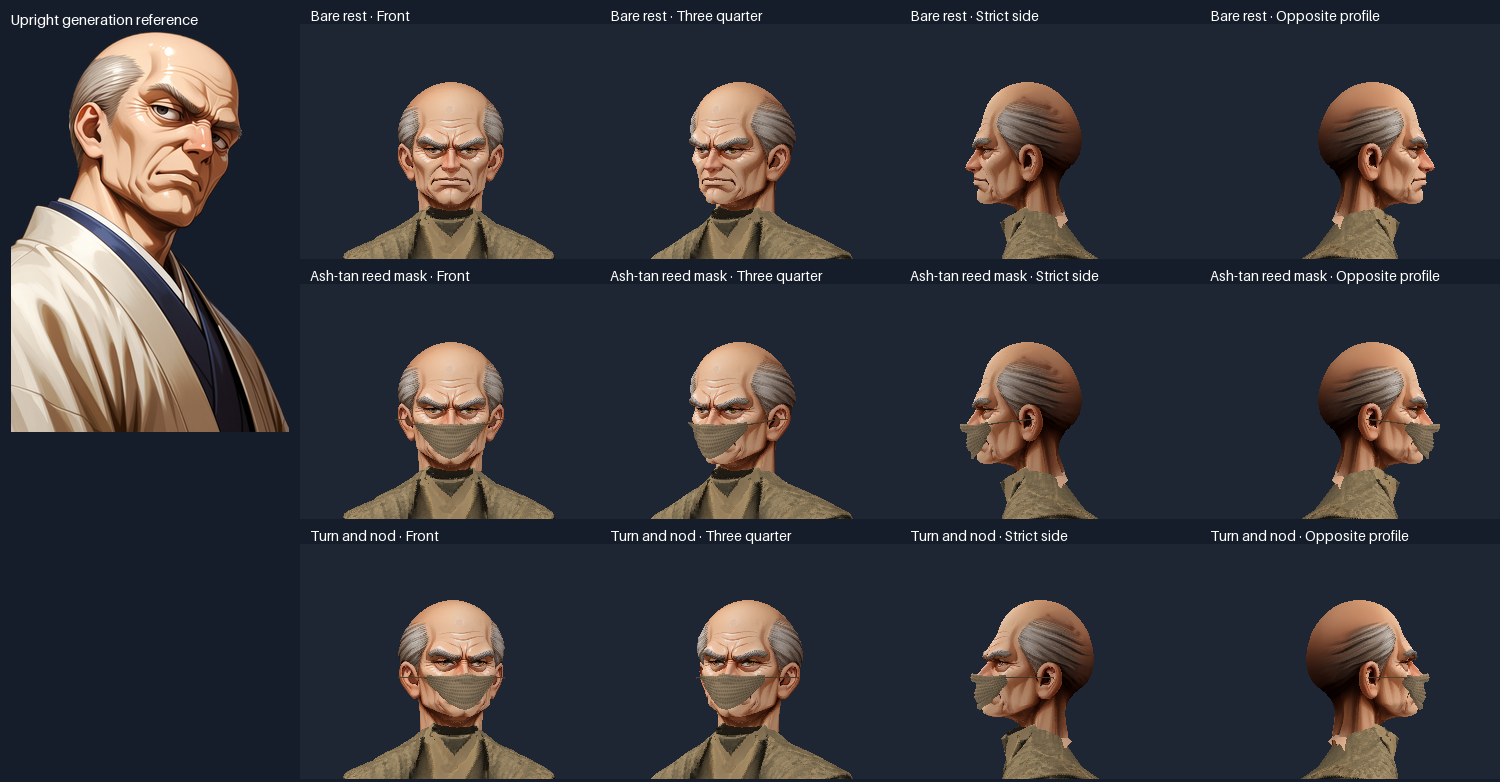 Upright generation reference
Bare rest · Front
Bare rest · Three quarter
Bare rest · Strict side
Bare rest · Opposite profile
Ash-tan reed mask · Front
Ash-tan reed mask · Three quarter
Ash-tan reed mask · Strict side
Ash-tan reed mask · Opposite profile
Turn and nod · Front
Turn and nod · Three quarter
Turn and nod · Strict side
Turn and nod · Opposite profile